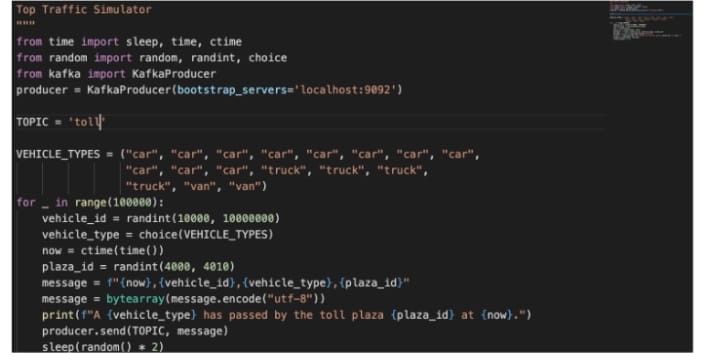 Top Traffic Simulator
"""
from time import sleep, time, ctime
from random import random, randint, choice
from kafka import KafkaProducer
producer = KafkaProducer(bootstrap_servers='localhost:9092')
TOPIC = 'toll'
VEHICLE_TYPES = ("car", "car", "car", "car", "car", "car", "car", "car",
"car", "car", "car", "truck", "truck", "truck",
"truck", "van", "van")
for _ in range(100000):
vehicle_id = randint(10000, 10000000)
vehicle_type = choice(VEHICLE_TYPES)
now = ctime(time())
plaza_id = randint(4000, 4010)
message = f"{now},{vehicle_id},{vehicle_type},{plaza_id}"
message = bytearray(message.encode("utf-8"))
print(f"A {vehicle_type} has passed by the toll plaza {plaza_id} at {now}.")
producer.send(TOPIC, message)
sleep(random() * 2)